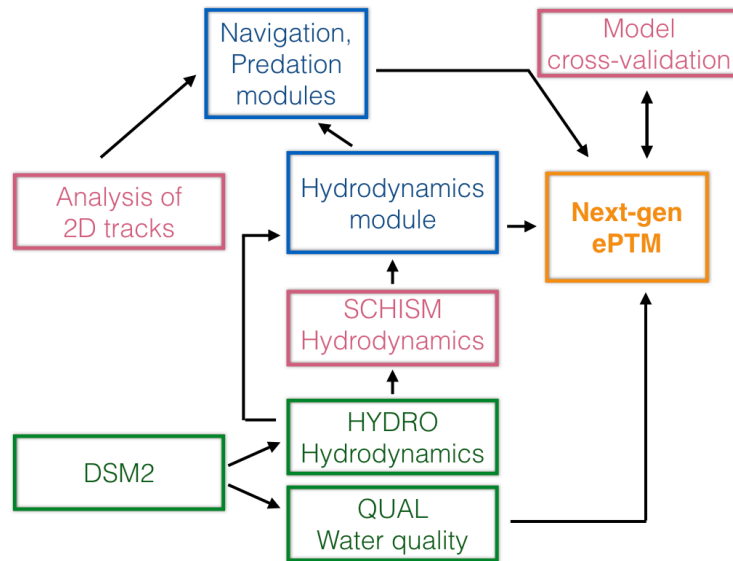 Navigation,
Predation
modules
Model
cross-validation
Analysis of
2D tracks
Hydrodynamics
module
Next-gen
ePTM
SCHISM
Hydrodynamics
HYDRO
Hydrodynamics
DSM2
QUAL
Water quality